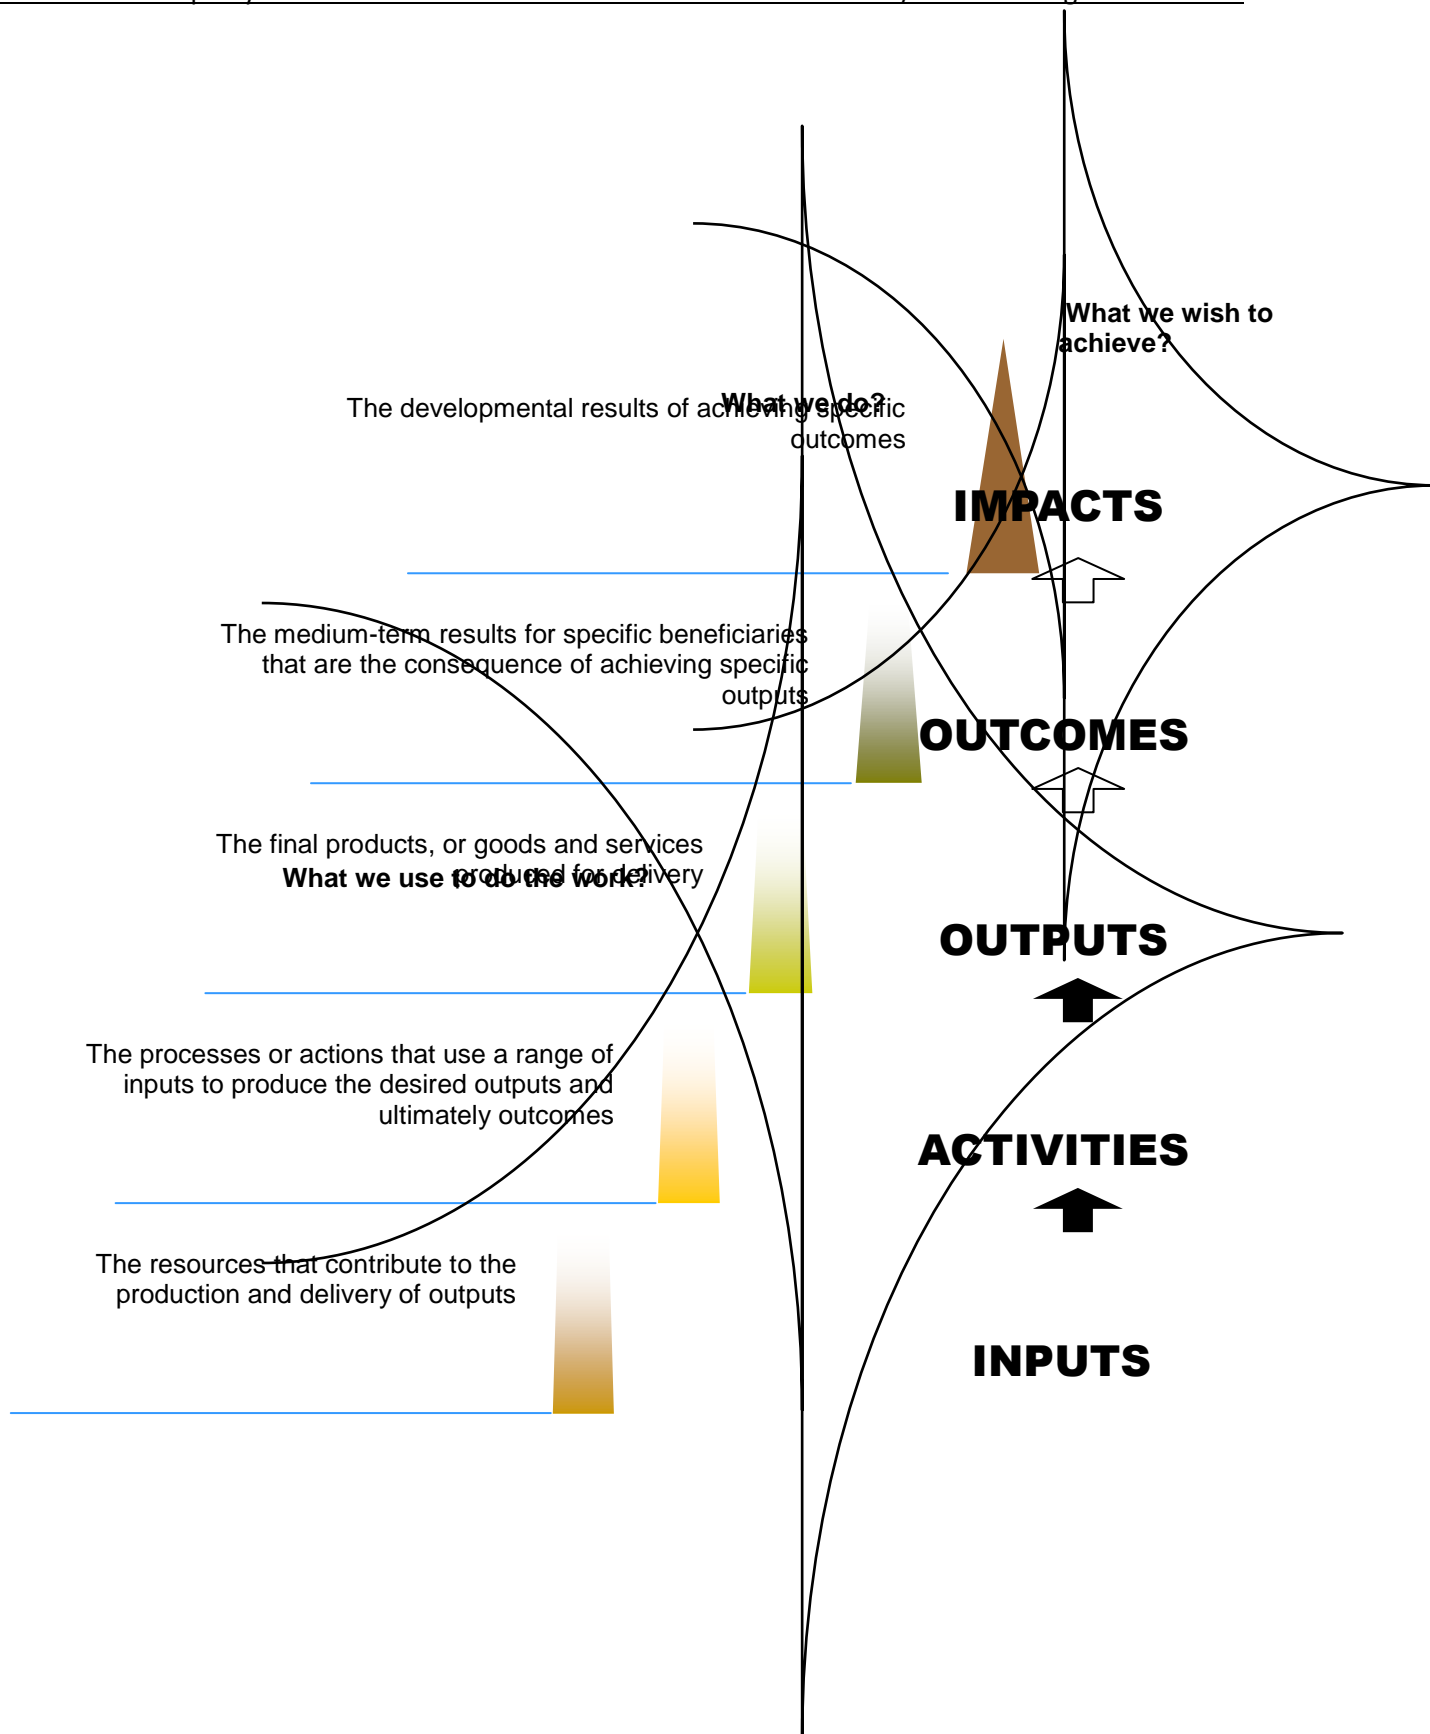 What we wish to
achieve?
What we do?
The developmental results of achieving specific
outcomes
IMPACTS
The medium-term results for specific beneficiaries
that are the consequence of achieving specific
outputs
OUTCOMES
The final products, or goods and services
produced for delivery
What we use to do the work?
OUTPUTS
The processes or actions that use a range of
inputs to produce the desired outputs and
ultimately outcomes
ACTIVITIES
The resources that contribute to the
production and delivery of outputs
INPUTS